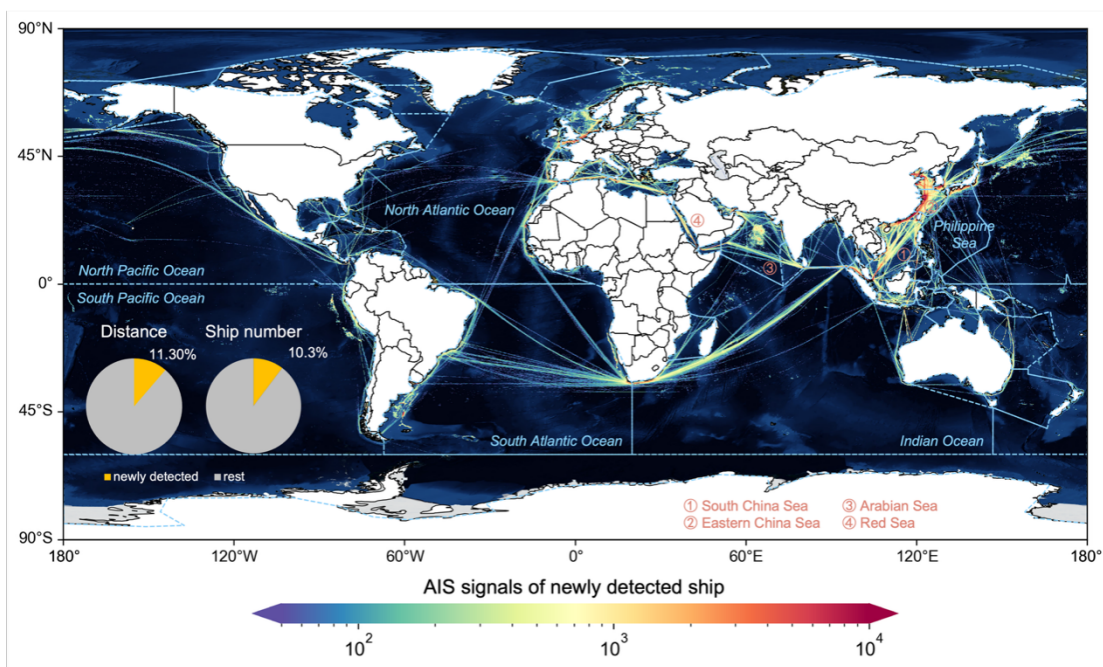 90°N
45°N
0°
45°S
90°S
North Atlantic Ocean
Philippine
Sea
North Pacific Ocean
South Pacific Ocean
④
③
①
Distance
Ship number
11.30%
10.3%
newly detected
rest
South Atlantic Ocean
Indian Ocean
① South China Sea
③ Arabian Sea
② Eastern China Sea
④ Red Sea
180°
120°W
60°W
0°
60°E
120°E
180°
AIS signals of newly detected ship
10²
10³
10⁴